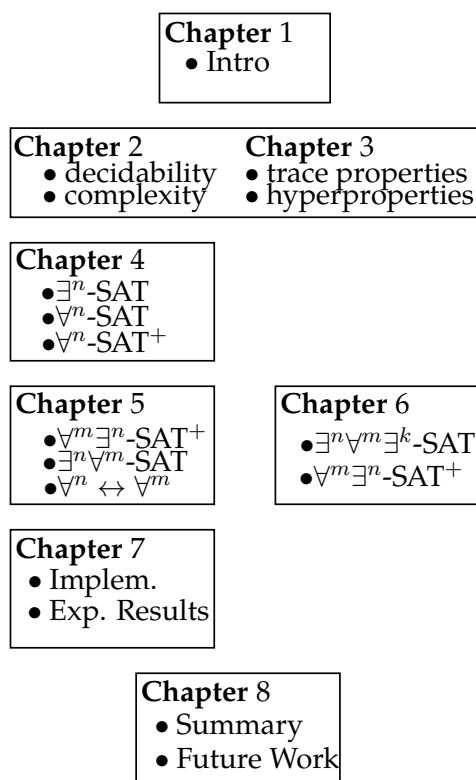 Chapter 1
• Intro
Chapter 2
• decidability
• complexity
Chapter 3
• trace properties
• hyperproperties
Chapter 4
•∃ⁿ-SAT
•∀ⁿ-SAT
•∀ⁿ-SAT⁺
Chapter 5
•∀ᵐ∃ⁿ-SAT⁺
•∃ⁿ∀ᵐ-SAT
•∀ⁿ ↔ ∀ᵐ
Chapter 6
•∃ⁿ∀ᵐ∃ᵏ-SAT
•∀ᵐ∃ⁿ-SAT⁺
Chapter 7
• Implem.
• Exp. Results
Chapter 8
• Summary
• Future Work